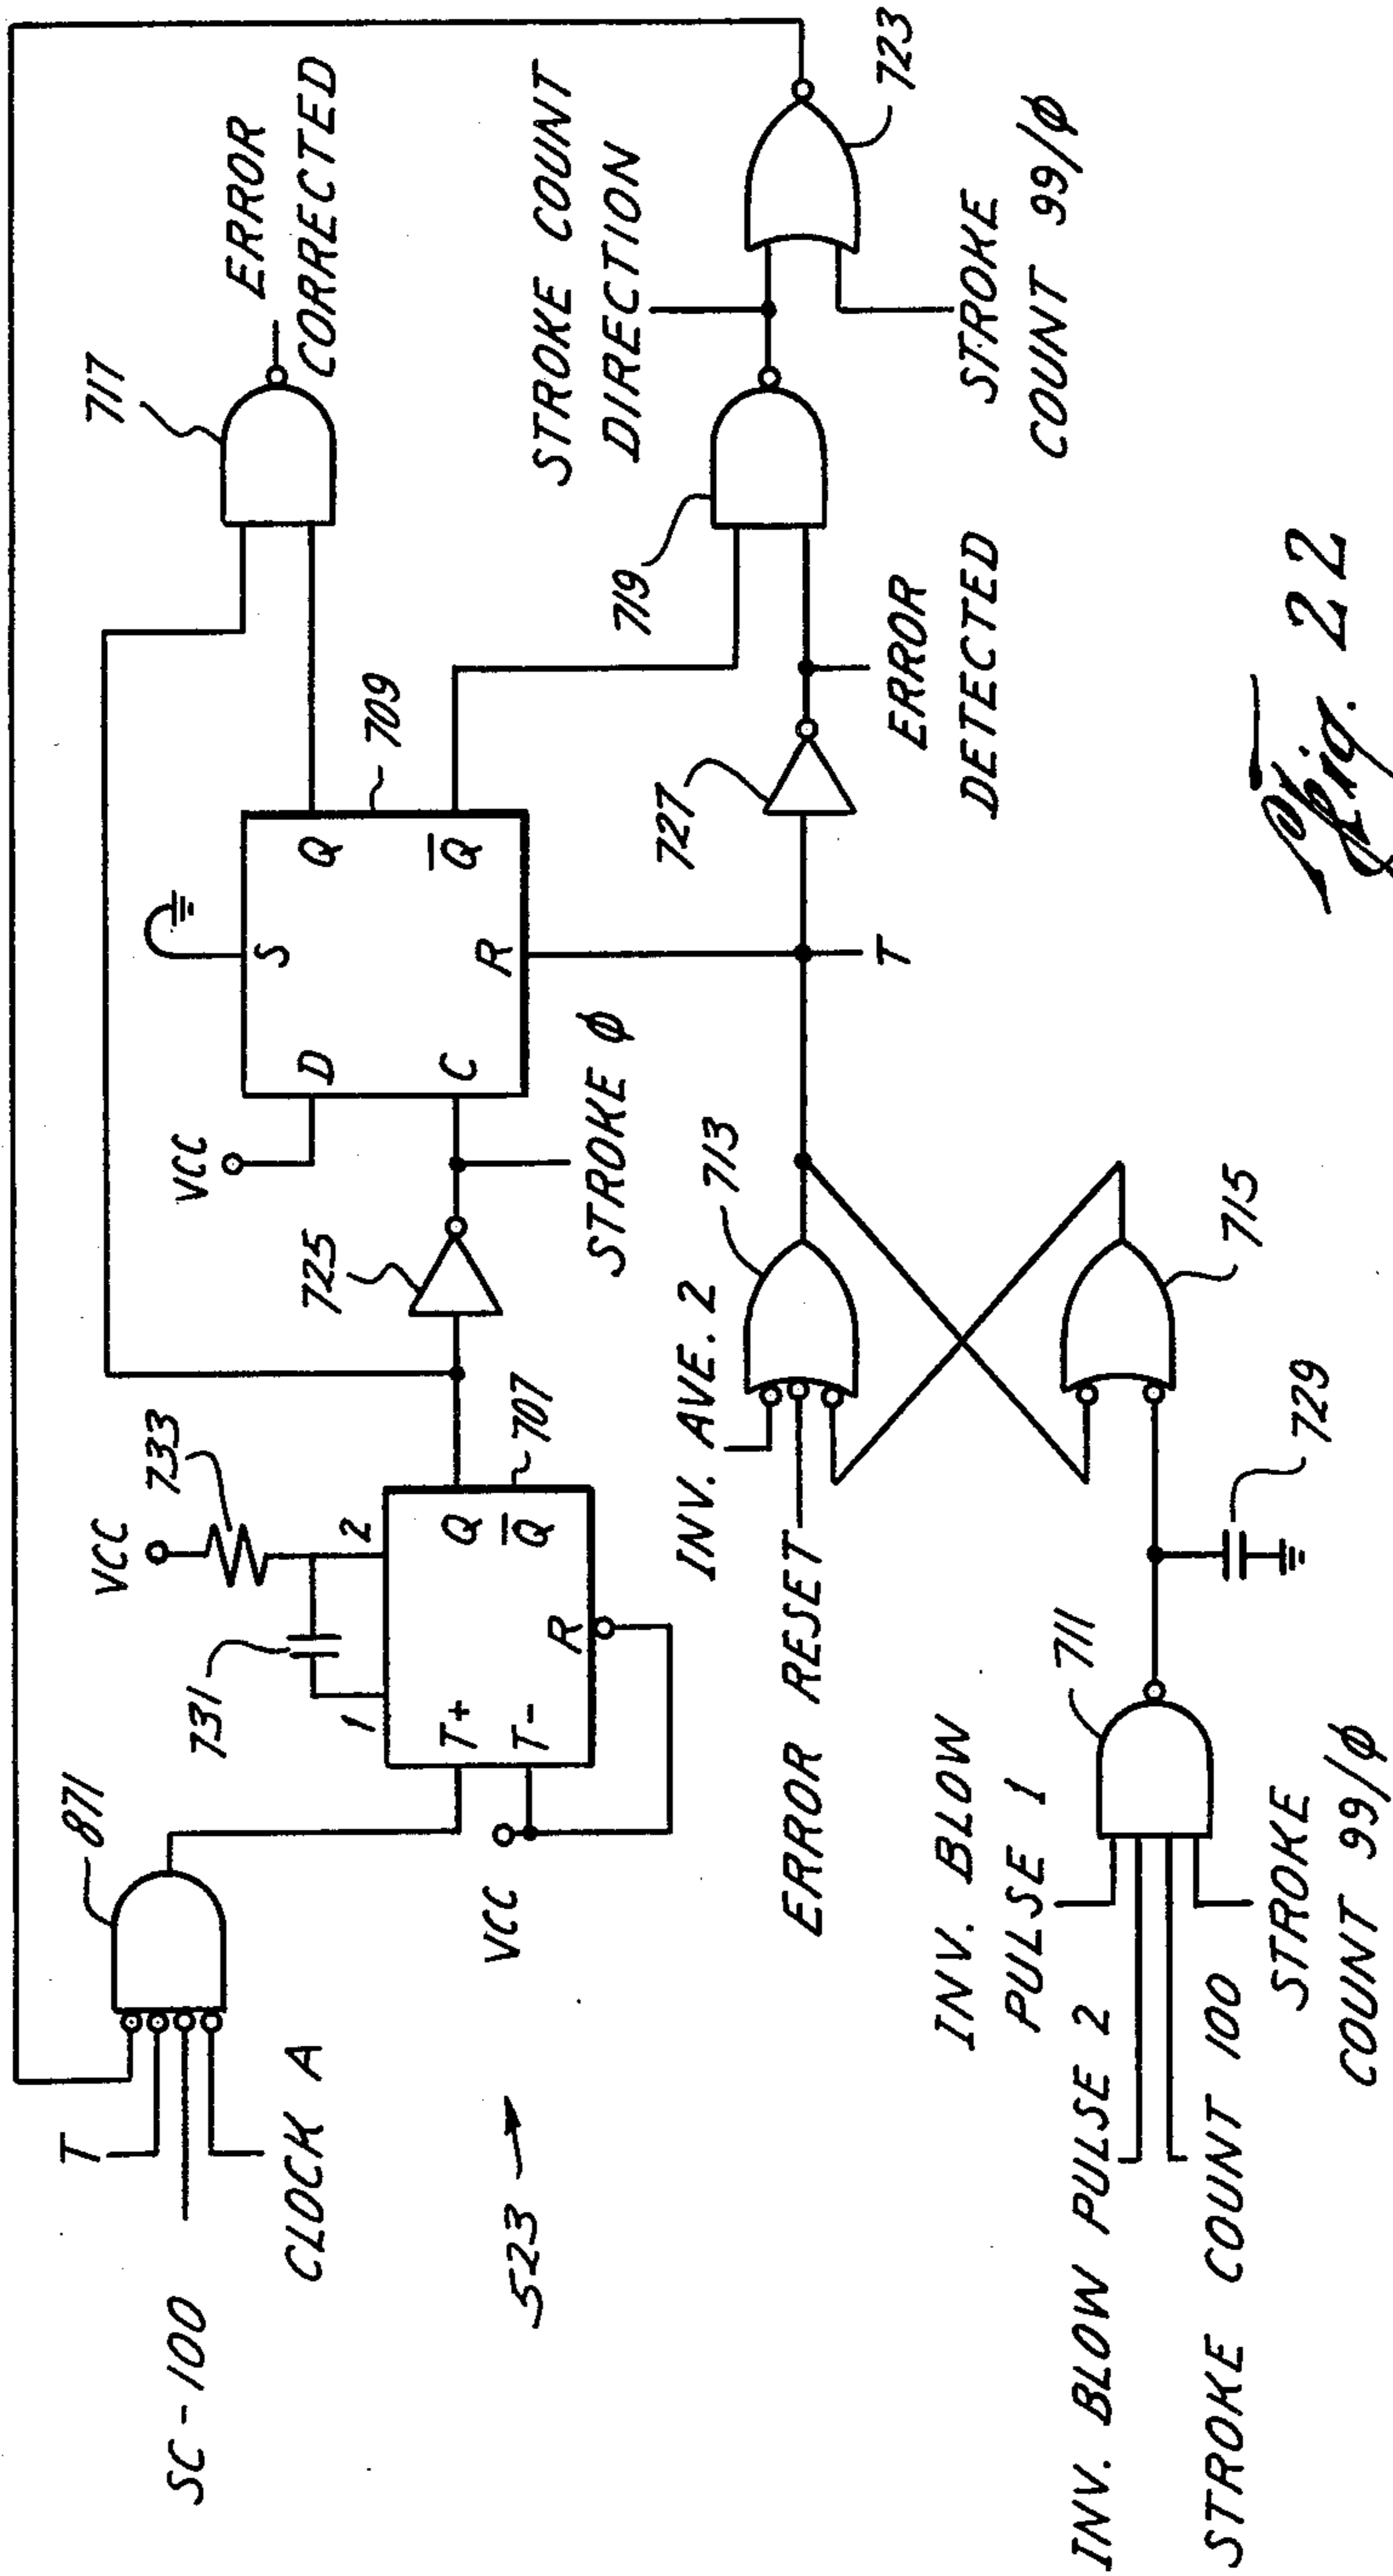 SC-100
T
CLOCK A
871
523
VCC
733
731
1
2
T+
T-
Q
Q̅
R
707
VCC
725
STROKE ϕ
VCC
D
C
S
R
Q
Q̅
709
717
ERROR
CORRECTED
INV. AVE. 2
ERROR RESET
713
T
727
ERROR
DETECTED
719
STROKE COUNT
DIRECTION
723
STROKE
COUNT 99/ϕ
INV. BLOW
PULSE 1
INV. BLOW PULSE 2
STROKE COUNT 100
STROKE
COUNT 99/ϕ
711
729
715
Fig. 22